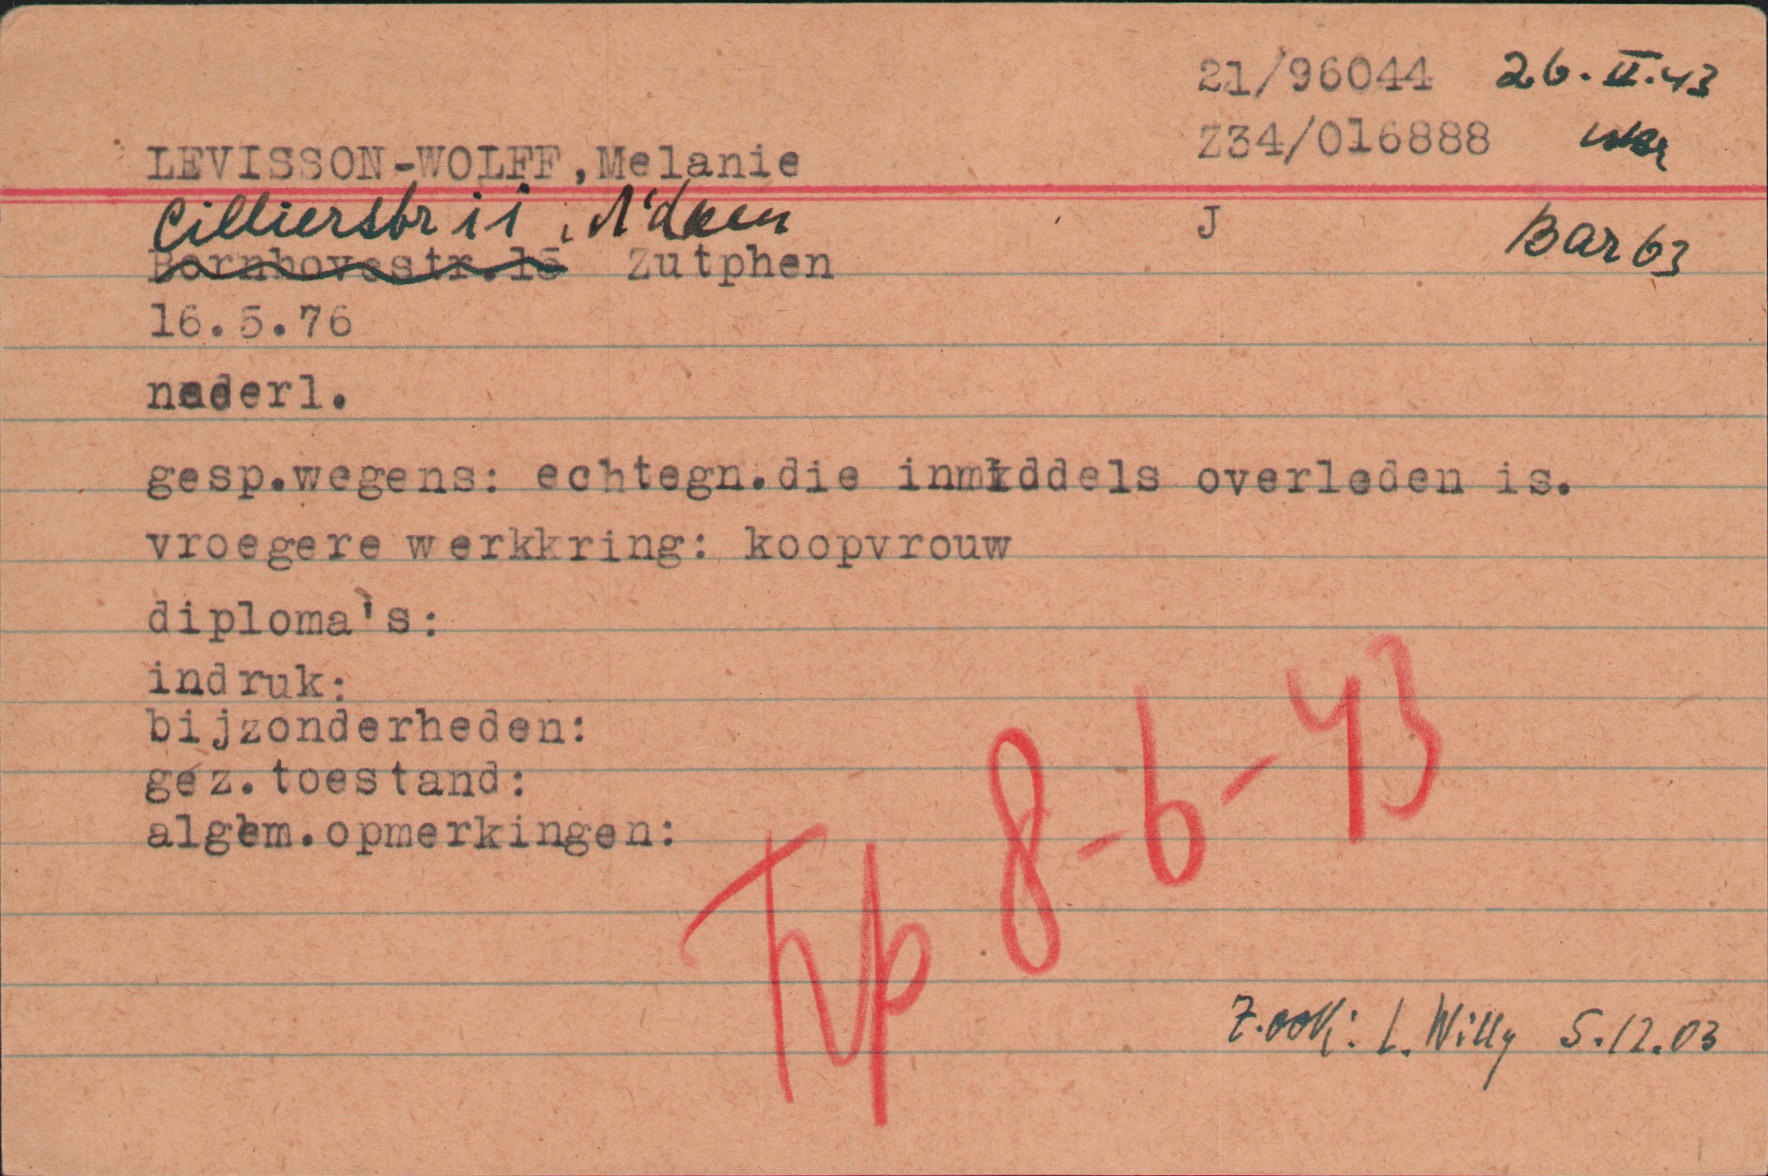 21/96044 26.II.43
Z34/016888 wbr
LEVISSON-WOLFF,Melanie
Cilliersstr 11, A'dam
J Bar 63
Bornhovestr.15 Zutphen
16.5.76
nederl.
gesp.wegens: echtegn.die inmiddels overleden is.
vroegere werkkring: koopvrouw
diploma's:
indruk:
bijzonderheden:
gez.toestand:
algem.opmerkingen:
Trp 8-6-43
Z.ook: L. Willy 5.12.03